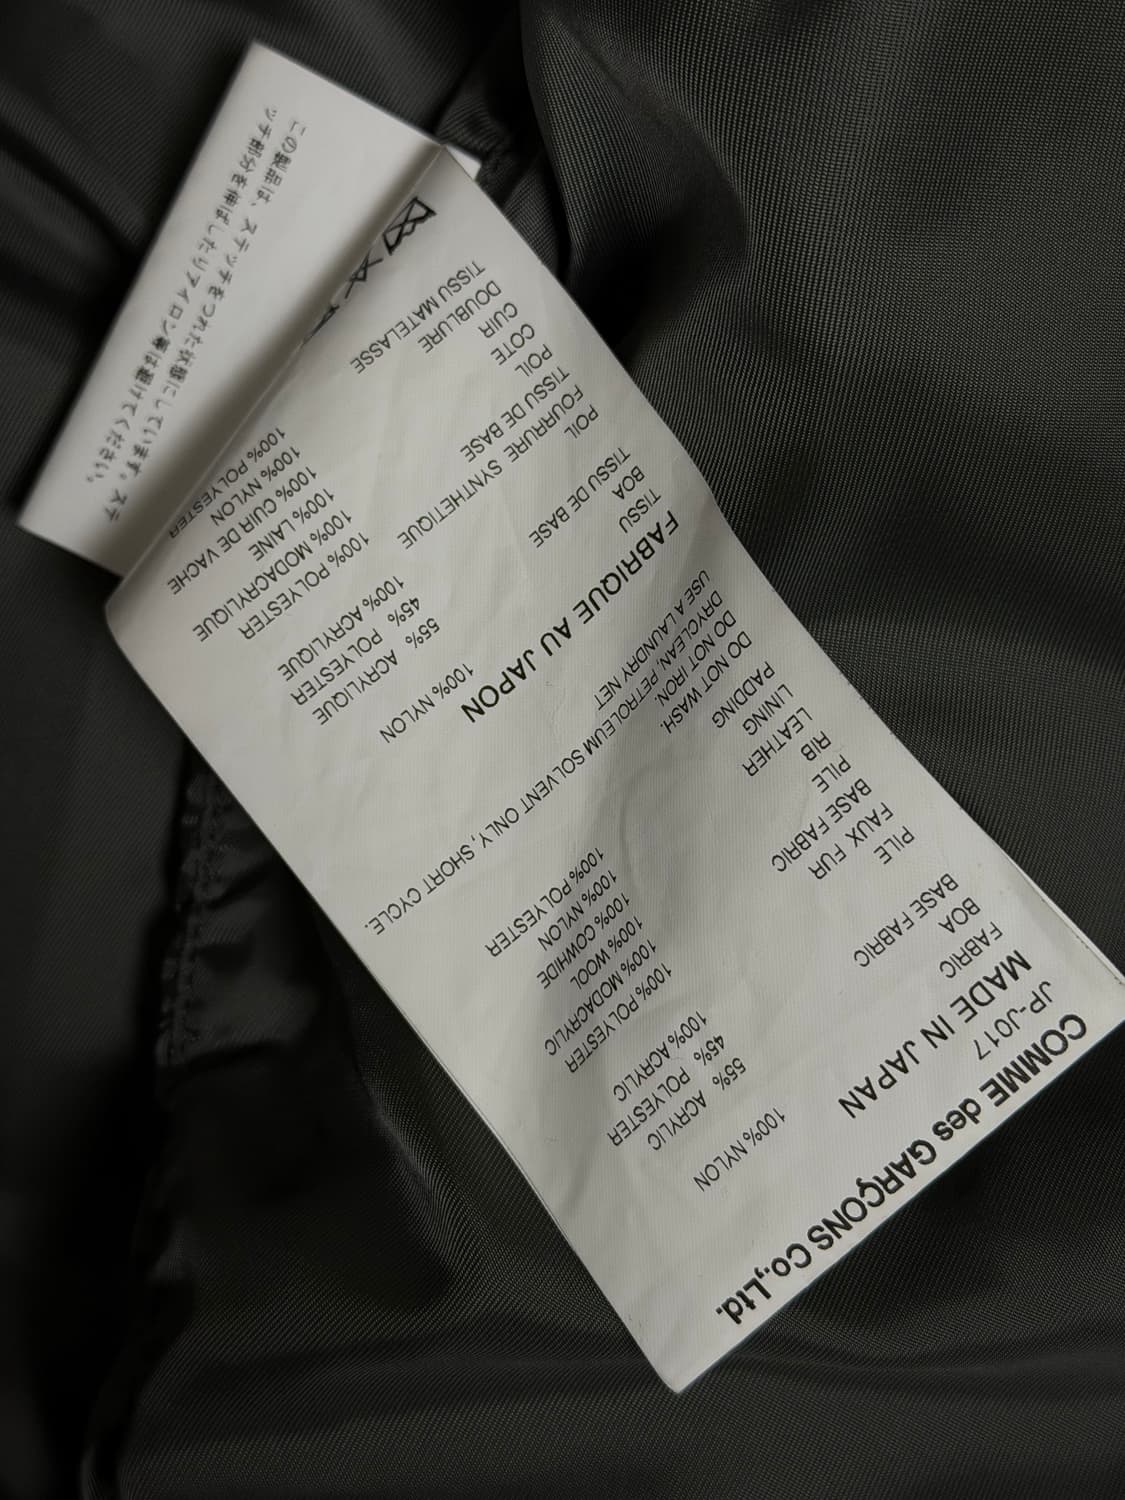 COMME des GARÇONS Co.,Ltd.
JP-J017
MADE IN JAPAN
FABRIC 100% NYLON
BOA
BASE FABRIC 55% ACRYLIC
45% POLYESTER
PILE 100% ACRYLIC
FAUX FUR
BASE FABRIC 100% POLYESTER
PILE 100% MODACRYLIC
RIB 100% WOOL
LEATHER 100% COWHIDE
LINING 100% NYLON
PADDING 100% POLYESTER
DO NOT WASH.
DO NOT IRON.
DRYCLEAN, PETROLEUM SOLVENT ONLY, SHORT CYCLE.
USE A LAUNDRY NET
FABRIQUE AU JAPON
TISSU 100% NYLON
BOA
TISSU DE BASE 55% ACRYLIQUE
45% POLYESTER
POIL 100% ACRYLIQUE
FOURRURE SYNTHETIQUE
TISSU DE BASE 100% POLYESTER
POIL 100% MODACRYLIQUE
COTE 100% LAINE
CUIR 100% CUIR DE VACHE
DOUBLURE 100% NYLON
TISSU MATELASSE 100% POLYESTER
この製品は、ステッチをつれた状態にしています。ステ
ッチ部分を伸ばしたりアイロン等は避けてください。